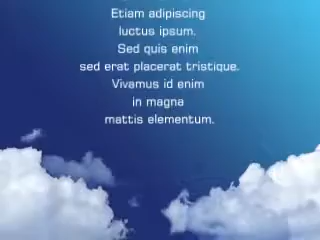 Etiam adipiscing
luctus ipsum.
Sed quis enim
sed erat placerat tristique.
Vivamus id enim
in magna
mattis elementum.